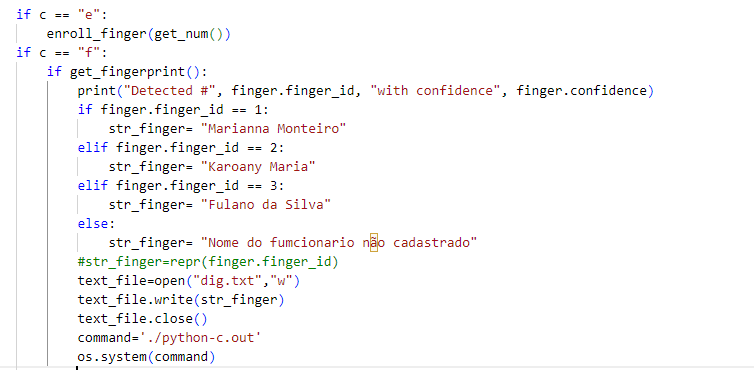 if c == "e":
    enroll_finger(get_num())
if c == "f":
    if get_fingerprint():
        print("Detected #", finger.finger_id, "with confidence", finger.confidence)
        if finger.finger_id == 1:
            str_finger= "Marianna Monteiro"
        elif finger.finger_id == 2:
            str_finger= "Karoany Maria"
        elif finger.finger_id == 3:
            str_finger= "Fulano da Silva"
        else:
            str_finger= "Nome do fumcionario não cadastrado"
        #str_finger=repr(finger.finger_id)
        text_file=open("dig.txt","w")
        text_file.write(str_finger)
        text_file.close()
        command='./python-c.out'
        os.system(command)